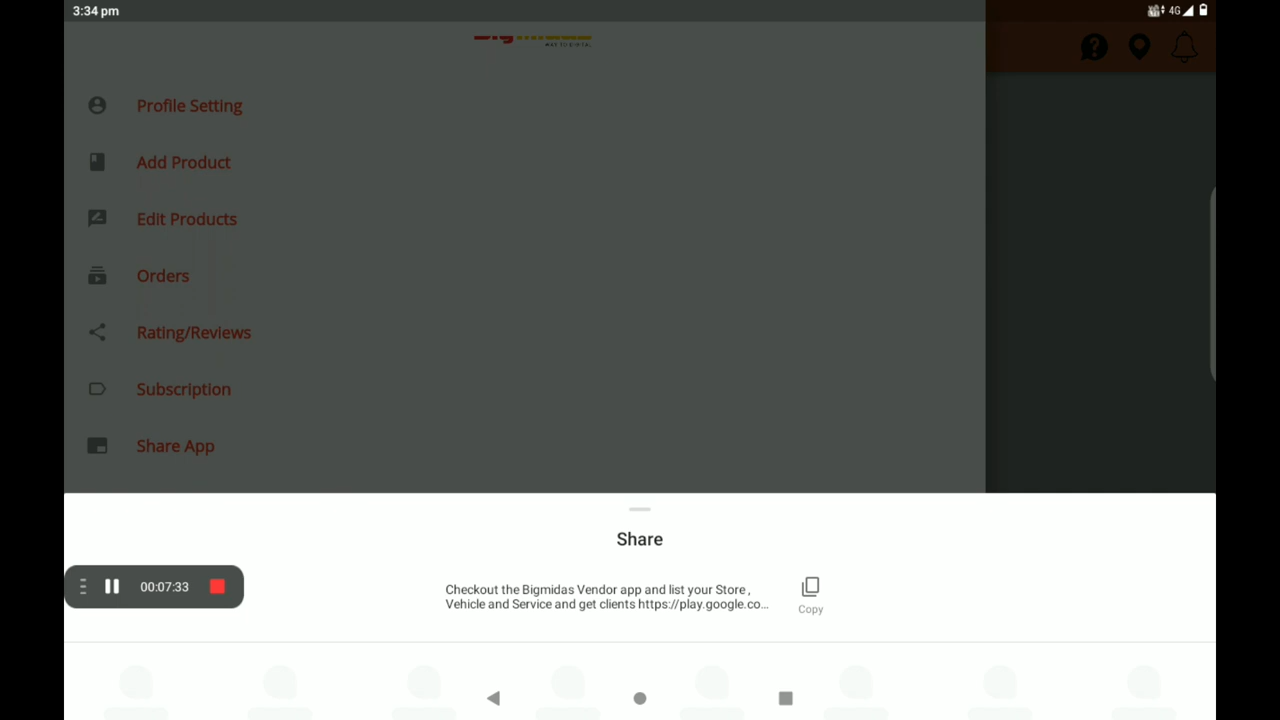 3:34 pm
4G
Profile Setting
Add Product
Edit Products
Orders
Rating/Reviews
Subscription
Share App
Share
00:07:33
Checkout the Bigmidas Vendor app and list your Store ,
Vehicle and Service and get clients https://play.google.co...
Copy